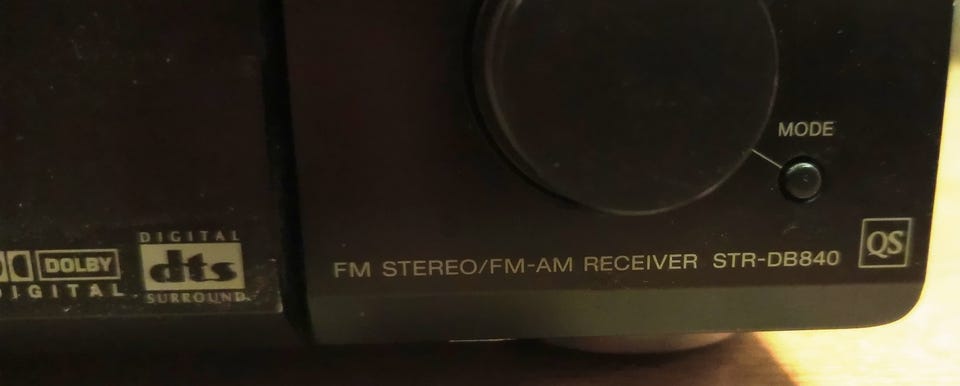 MODE
QS
DOLBY
DIGITAL
DIGITAL
dts
SURROUND
FM STEREO/FM-AM RECEIVER STR-DB840